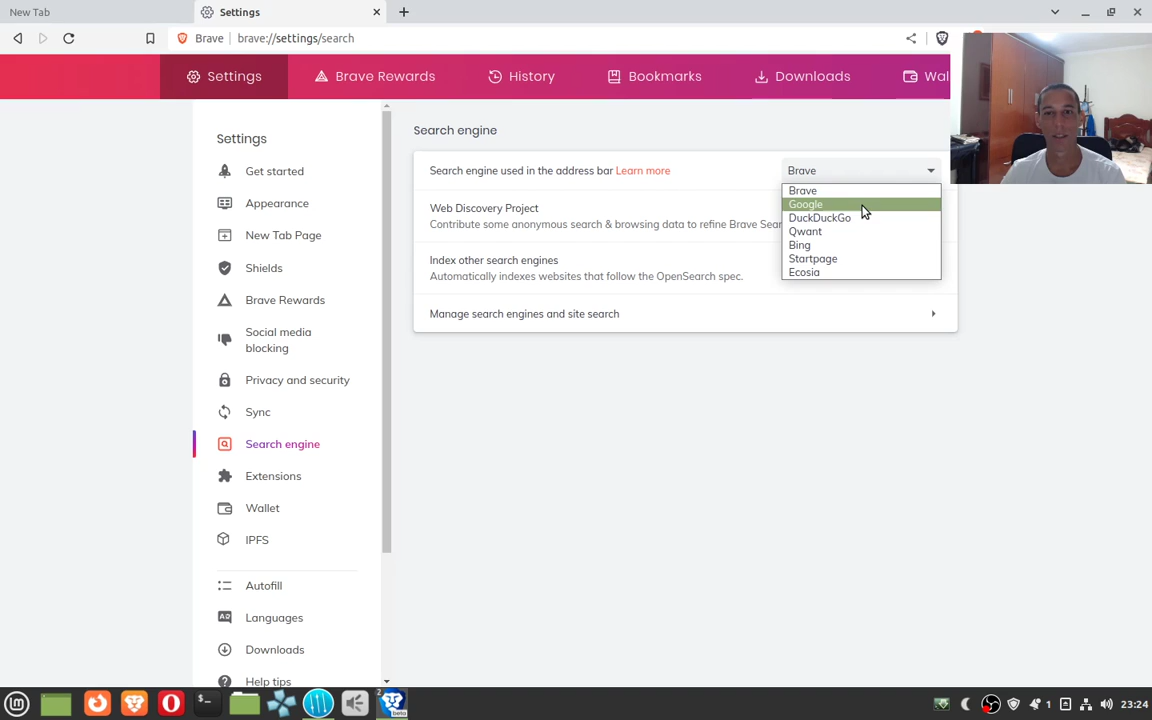 New Tab
Settings
Brave
brave://settings/search
Settings
Brave Rewards
History
Bookmarks
Downloads
Wal
Settings
Get started
Appearance
New Tab Page
Shields
Brave Rewards
Social media
blocking
Privacy and security
Sync
Search engine
Extensions
Wallet
IPFS
Autofill
Languages
Downloads
Help tips
Search engine
Search engine used in the address bar Learn more
Brave
Brave
Google
DuckDuckGo
Qwant
Bing
Startpage
Ecosia
Web Discovery Project
Contribute some anonymous search & browsing data to refine Brave Sear
Index other search engines
Automatically indexes websites that follow the OpenSearch spec.
Manage search engines and site search
2
beta
1
23:24